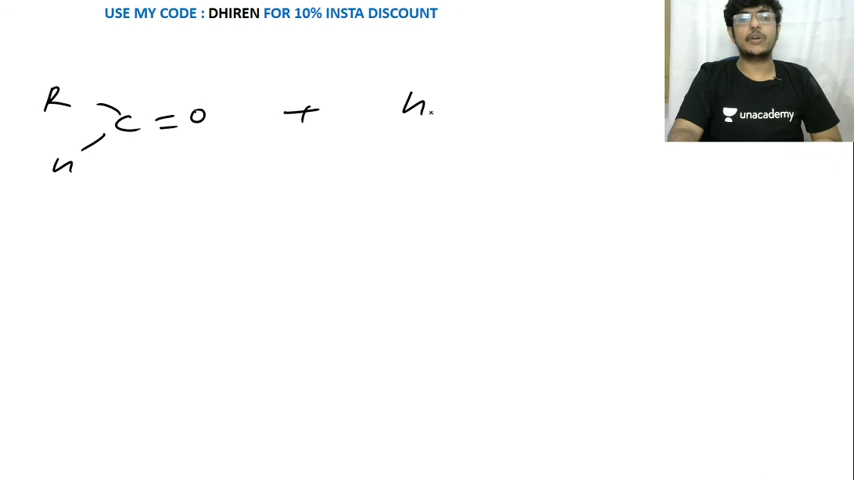 USE MY CODE : DHIREN FOR 10% INSTA DISCOUNT
unacademy
R
C = O + H
H